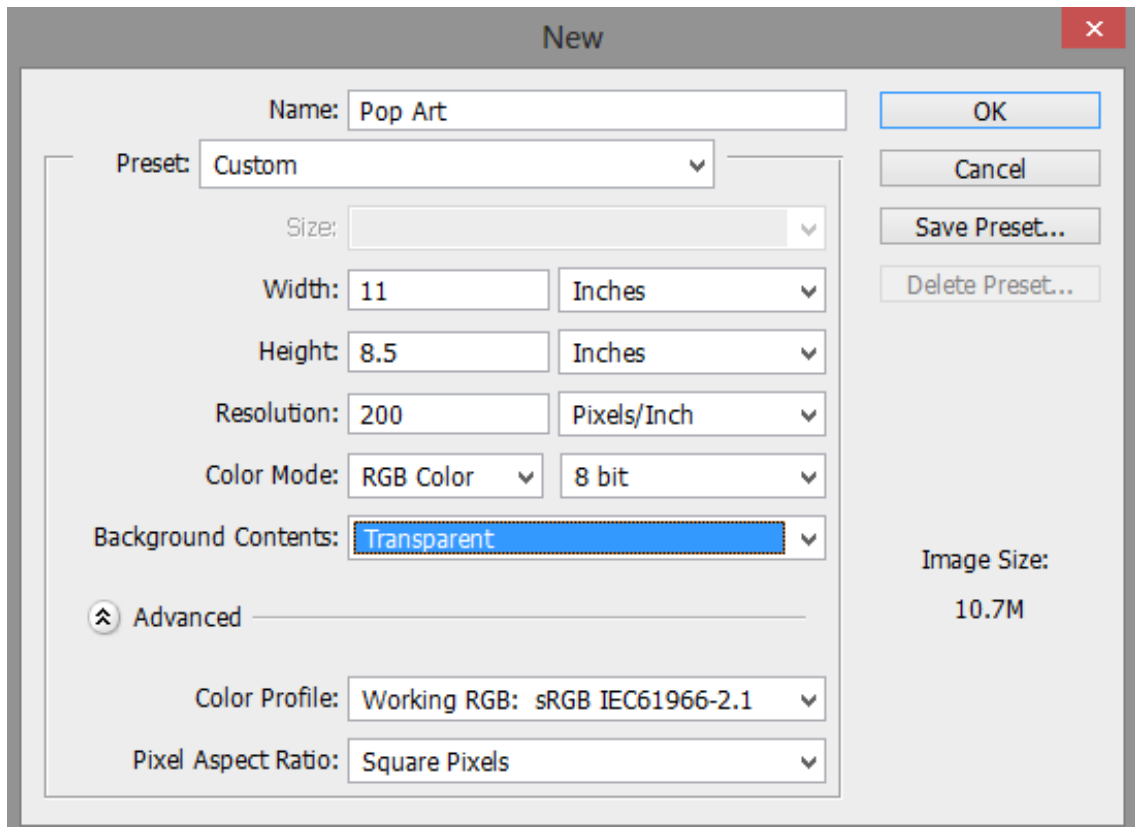 New
Name: Pop Art
OK
Preset: Custom
Cancel
Size:
Save Preset...
Width: 11 Inches
Delete Preset...
Height: 8.5 Inches
Resolution: 200 Pixels/Inch
Color Mode: RGB Color 8 bit
Background Contents: Transparent
Image Size:
10.7M
Advanced
Color Profile: Working RGB: sRGB IEC61966-2.1
Pixel Aspect Ratio: Square Pixels